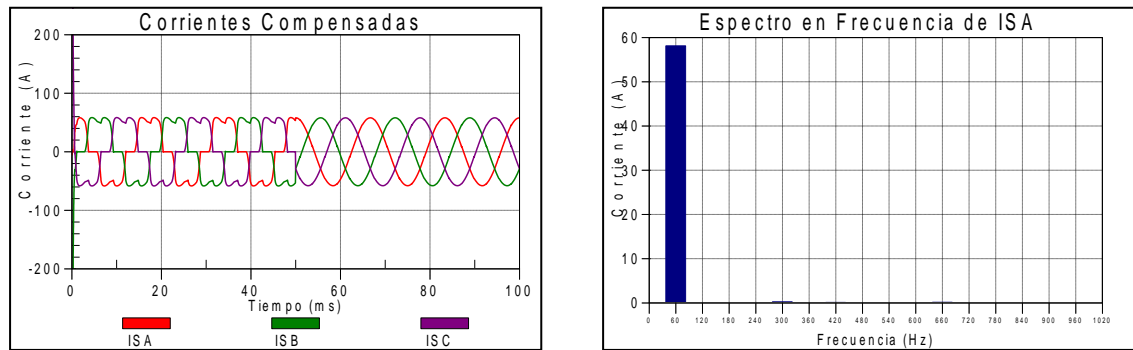 Corrientes Compensadas
Corriente (A)
200
100
0
-100
-200
0 20 40 60 80 100
Tiempo (ms)
ISA ISB ISC
Espectro en Frecuencia de ISA
Corriente (A)
60
50
40
30
20
10
0
0 60 120 180 240 300 360 420 480 540 600 660 720 780 840 900 960 1020
Frecuencia (Hz)